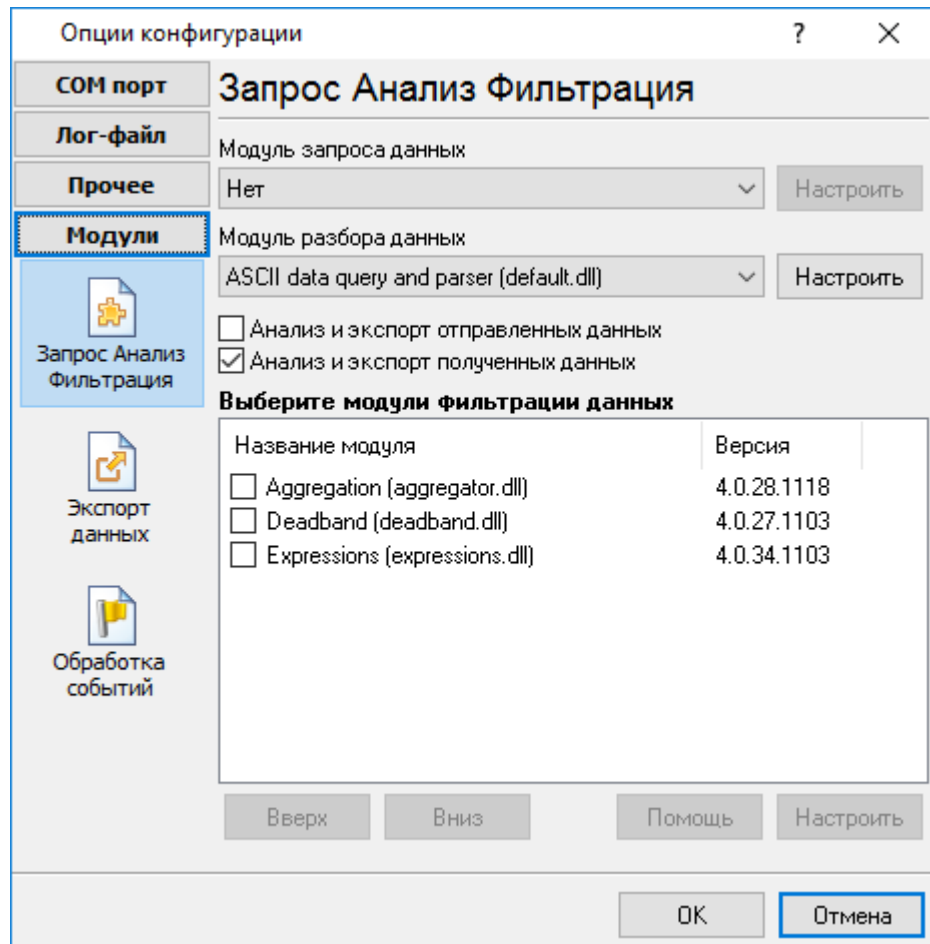 Опции конфигурации
?
COM порт
Лог-файл
Прочее
Модули
Запрос Анализ
Фильтрация
Экспорт
данных
Обработка
событий
Запрос Анализ Фильтрация
Модуль запроса данных
Нет
Настроить
Модуль разбора данных
ASCII data query and parser (default.dll)
Настроить
Анализ и экспорт отправленных данных
Анализ и экспорт полученных данных
Выберите модули фильтрации данных
Название модуля Версия
Aggregation (aggregator.dll) 4.0.28.1118
Deadband (deadband.dll) 4.0.27.1103
Expressions (expressions.dll) 4.0.34.1103
Вверх Вниз Помощь Настроить
OK Отмена